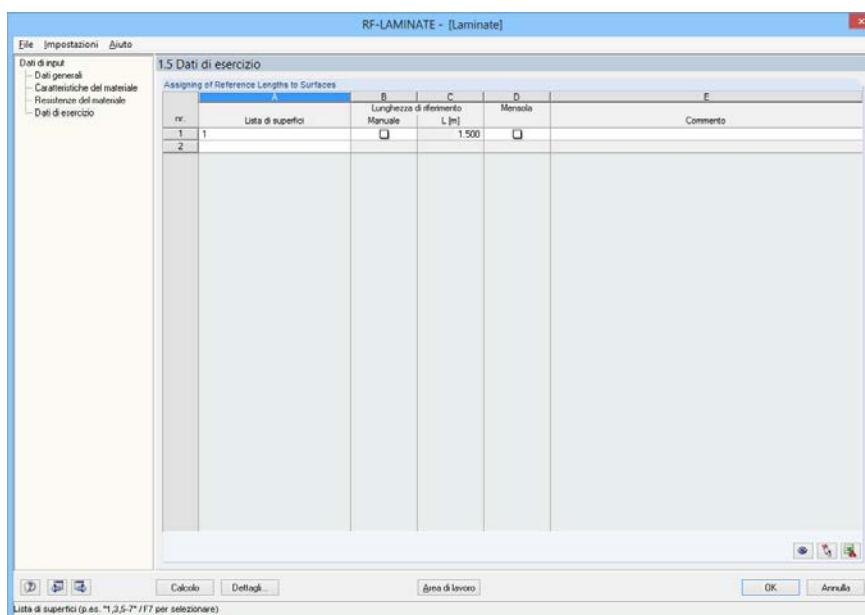 RF-LAMINATE - [Laminate]
File Impostazioni Aiuto
Dati di input
Dati generali
Caratteristiche del materiale
Resistenze del materiale
Dati di esercizio
1.5 Dati di esercizio
Assigning of Reference Lengths to Surfaces
A B C D E
Lunghezza di riferimento Mensola
nr. Lista di superfici Manuale L [m] Commento
1 1 1.500
2
Calcolo Dettagli... Area di lavoro OK Annulla
Lista di superfici (p.es. "1,3,5-7" / F7 per selezionare)